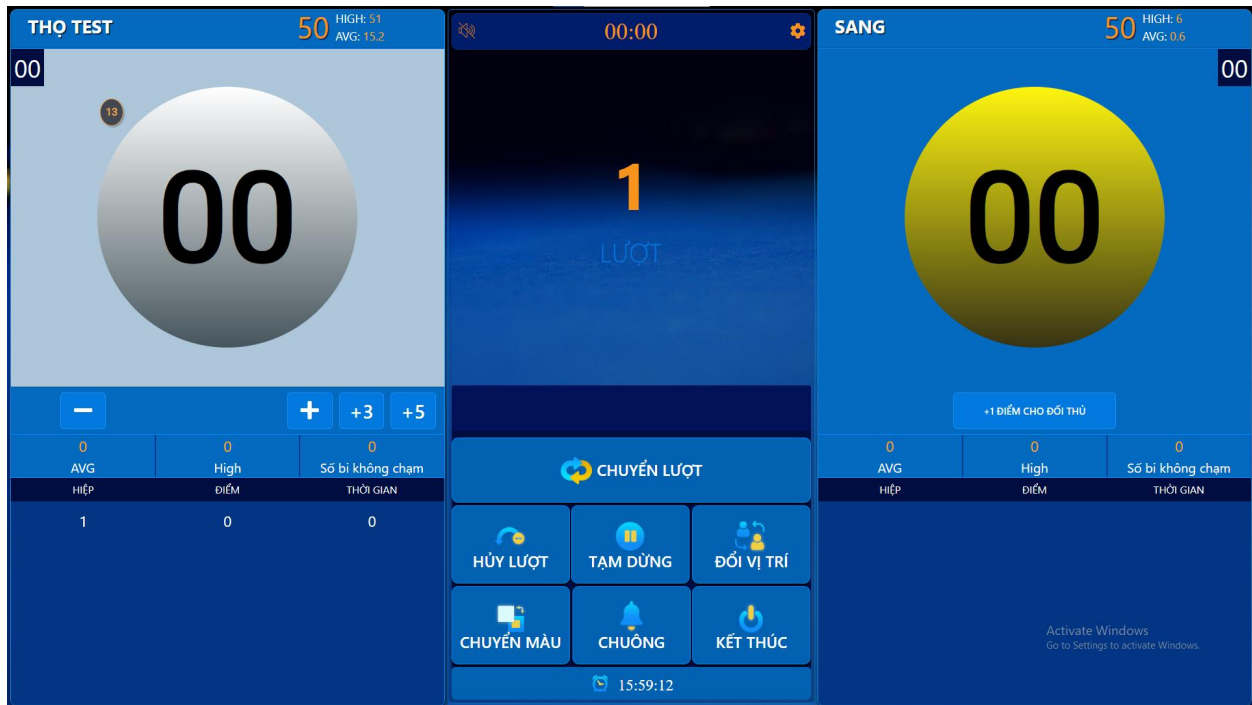 THỌ TEST
50
HIGH: 51
AVG: 15.2
00
13
00
+3
+5
0
0
0
AVG
High
Số bi không chạm
HIỆP
ĐIỂM
THỜI GIAN
1
0
0
00:00
1
LƯỢT
CHUYỂN LƯỢT
HỦY LƯỢT
TẠM DỪNG
ĐỔI VỊ TRÍ
CHUYỂN MÀU
CHUÔNG
KẾT THÚC
15:59:12
SANG
50
HIGH: 6
AVG: 0.6
00
00
+1 ĐIỂM CHO ĐỐI THỦ
0
0
0
AVG
High
Số bi không chạm
HIỆP
ĐIỂM
THỜI GIAN
Activate Windows
Go to Settings to activate Windows.